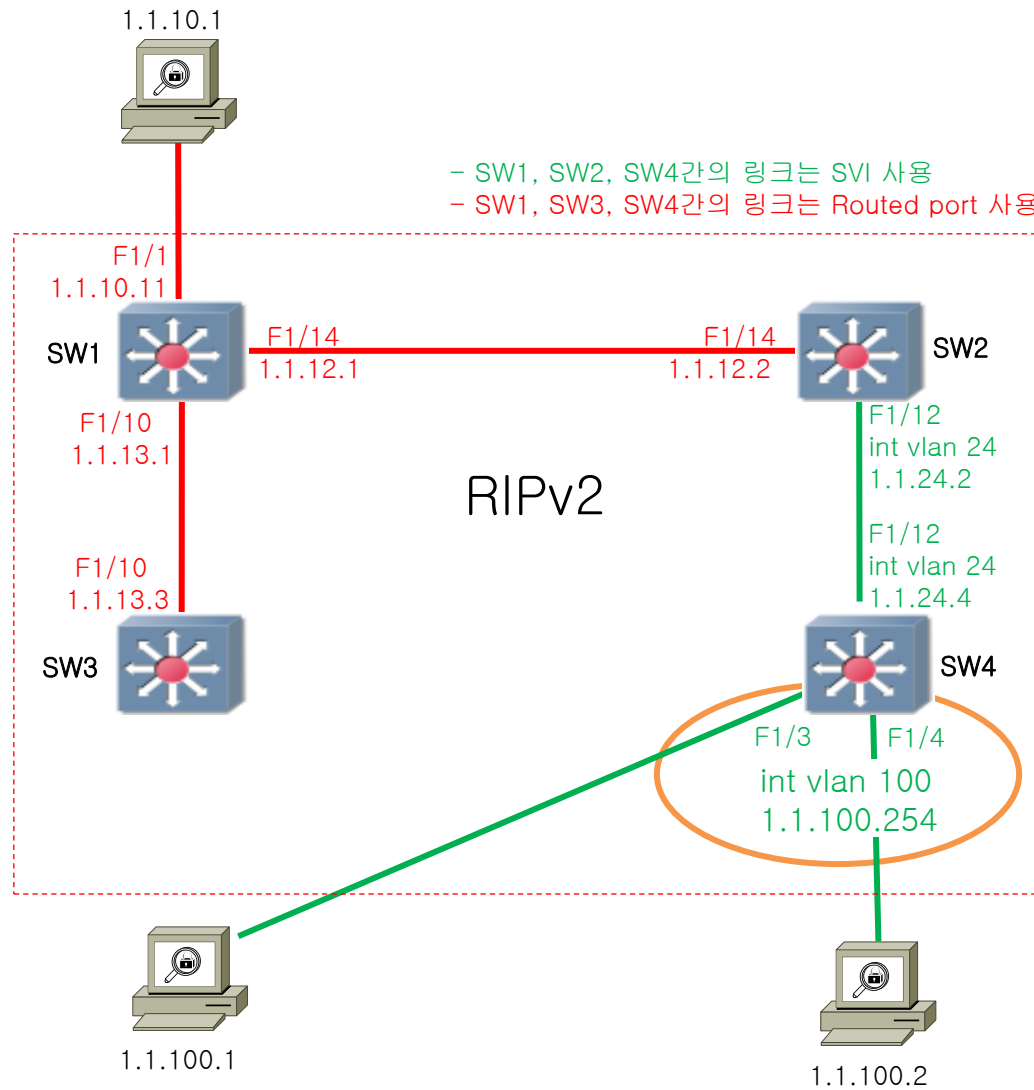 1.1.10.1
- SW1, SW2, SW4간의 링크는 SVI 사용
- SW1, SW3, SW4간의 링크는 Routed port 사용
F1/1
1.1.10.11
SW1
F1/14
1.1.12.1
F1/14
1.1.12.2
SW2
F1/10
1.1.13.1
F1/12
int vlan 24
1.1.24.2
RIPv2
F1/10
1.1.13.3
F1/12
int vlan 24
1.1.24.4
SW3
SW4
F1/3
F1/4
int vlan 100
1.1.100.254
1.1.100.1
1.1.100.2